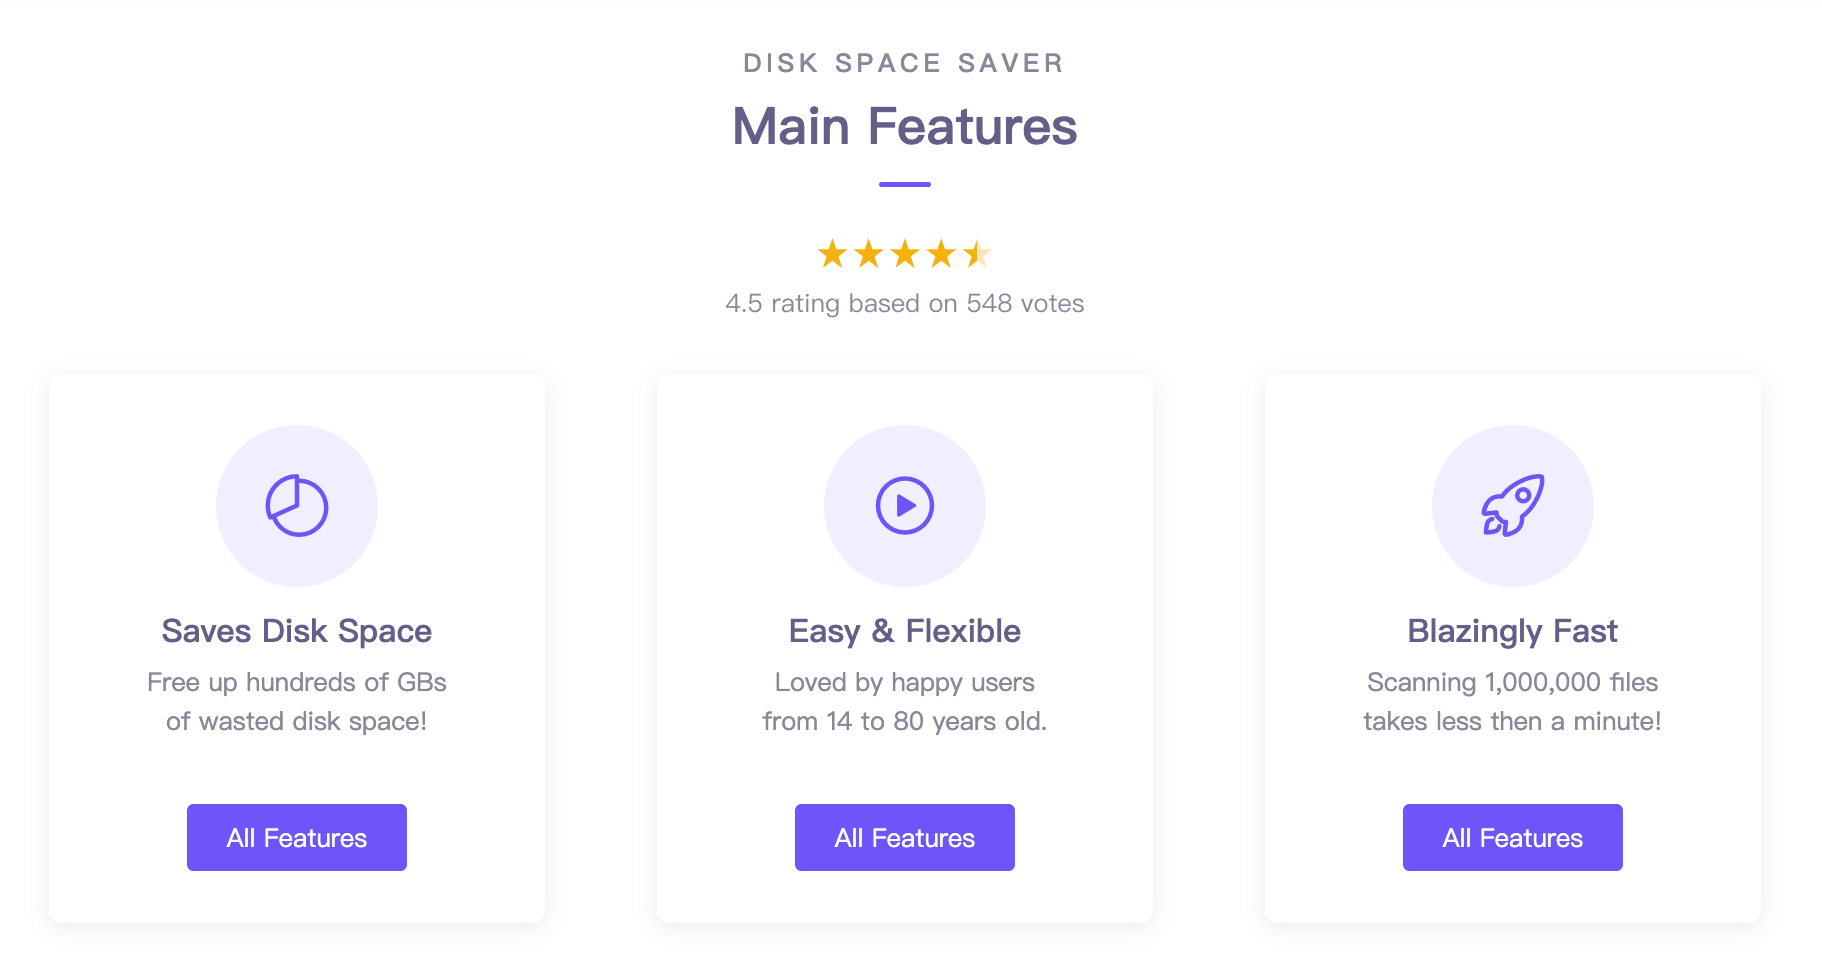 DISK SPACE SAVER
Main Features
4.5 rating based on 548 votes
Saves Disk Space
Free up hundreds of GBs
of wasted disk space!
All Features
Easy & Flexible
Loved by happy users
from 14 to 80 years old.
All Features
Blazingly Fast
Scanning 1,000,000 files
takes less then a minute!
All Features